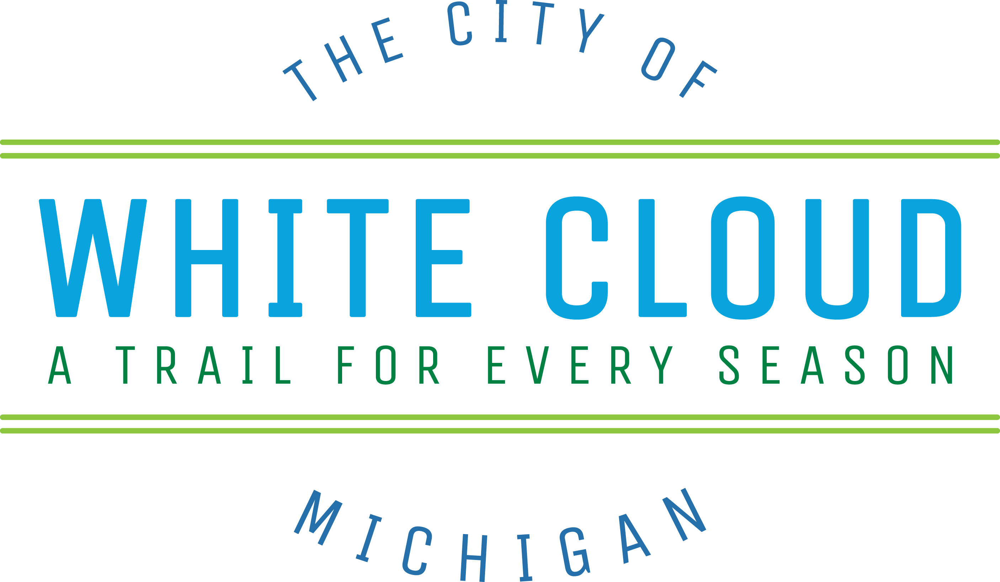 THE CITY OF
WHITE CLOUD
A TRAIL FOR EVERY SEASON
MICHIGAN